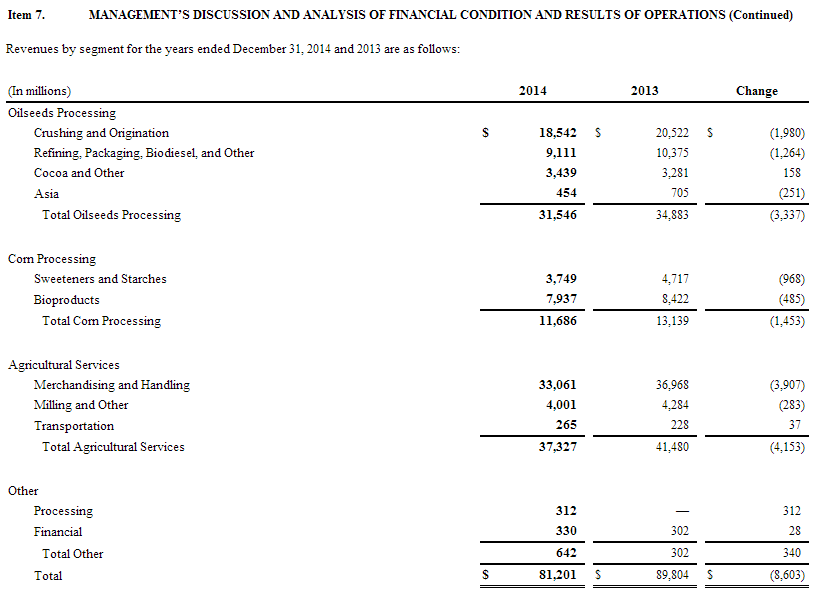 Item 7. MANAGEMENT'S DISCUSSION AND ANALYSIS OF FINANCIAL CONDITION AND RESULTS OF OPERATIONS (Continued)
Revenues by segment for the years ended December 31, 2014 and 2013 are as follows:
(In millions) 2014 2013 Change
Oilseeds Processing
Crushing and Origination $ 18,542 $ 20,522 $ (1,980)
Refining, Packaging, Biodiesel, and Other 9,111 10,375 (1,264)
Cocoa and Other 3,439 3,281 158
Asia 454 705 (251)
Total Oilseeds Processing 31,546 34,883 (3,337)
Corn Processing
Sweeteners and Starches 3,749 4,717 (968)
Bioproducts 7,937 8,422 (485)
Total Corn Processing 11,686 13,139 (1,453)
Agricultural Services
Merchandising and Handling 33,061 36,968 (3,907)
Milling and Other 4,001 4,284 (283)
Transportation 265 228 37
Total Agricultural Services 37,327 41,480 (4,153)
Other
Processing 312 — 312
Financial 330 302 28
Total Other 642 302 340
Total $ 81,201 $ 89,804 $ (8,603)